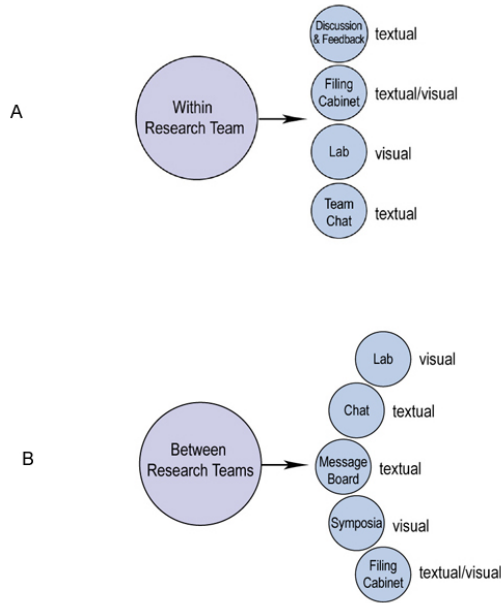 A
Within
Research Team
Discussion
& Feedback
textual
Filing
Cabinet
textual/visual
Lab
visual
Team
Chat
textual
B
Between
Research Teams
Lab
visual
Chat
textual
Message
Board
textual
Symposia
visual
Filing
Cabinet
textual/visual